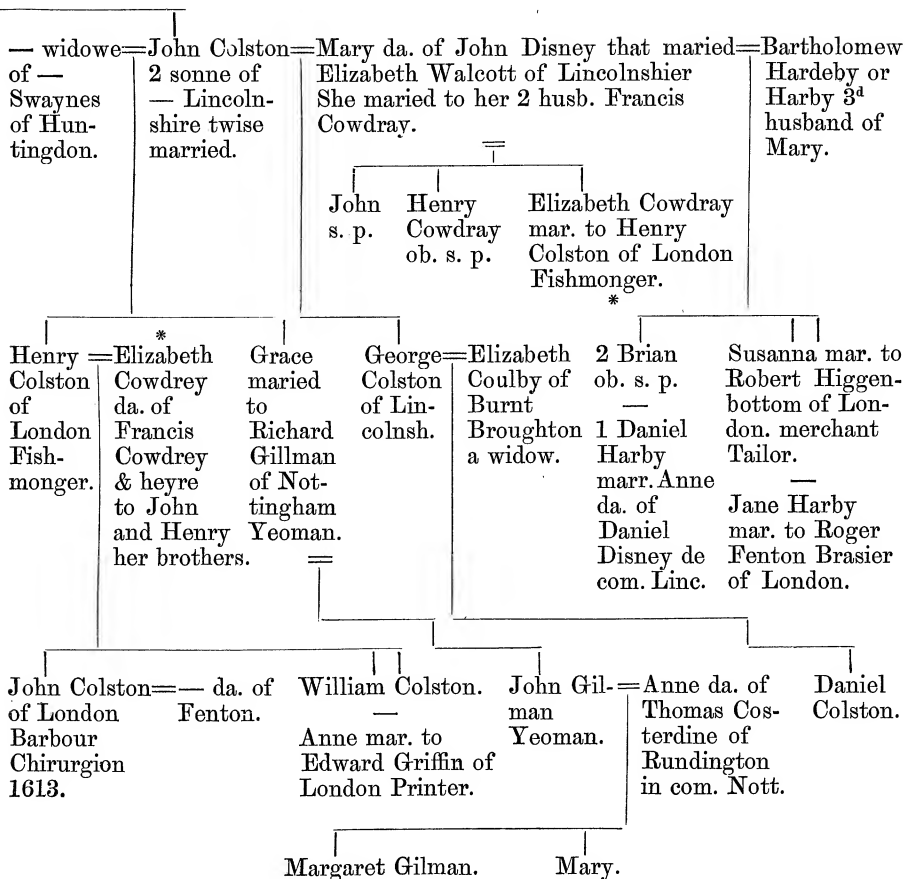 — widowe=John Colston=Mary da. of John Disney that maried=Bartholomew
of —
Swaynes
of Hun-
tingdon.
2 sonne of
— Lincoln-
shire twise
married.
Elizabeth Walcott of Lincolnshier
She maried to her 2 husb. Francis
Cowdray.
Hardeby or
Harby 3d
husband of
Mary.
=
John
s. p.
Henry
Cowdray
ob. s. p.
Elizabeth Cowdray
mar. to Henry
Colston of London
Fishmonger.
*
Henry
Colston
of
London
Fish-
monger.
=
*
Elizabeth
Cowdrey
da. of
Francis
Cowdrey
& heyre
to John
and Henry
her brothers.
Grace
maried
to
Richard
Gillman
of Not-
tingham
Yeoman.
=
George=Elizabeth
Colston
of Lin-
colnsh.
Coulby of
Burnt
Broughton
a widow.
2 Brian
ob. s. p.
—
1 Daniel
Harby
marr. Anne
da. of
Daniel
Disney de
com. Linc.
Susanna mar. to
Robert Higgen-
bottom of Lon-
don. merchant
Tailor.
—
Jane Harby
mar. to Roger
Fenton Brasier
of London.
John Colston=— da. of
of London
Barbour
Chirurgion
1613.
Fenton.
William Colston.
—
Anne mar. to
Edward Griffin of
London Printer.
John Gil-=Anne da. of
man
Yeoman.
Thomas Cos-
terdine of
Rundington
in com. Nott.
Daniel
Colston.
Margaret Gilman.
Mary.